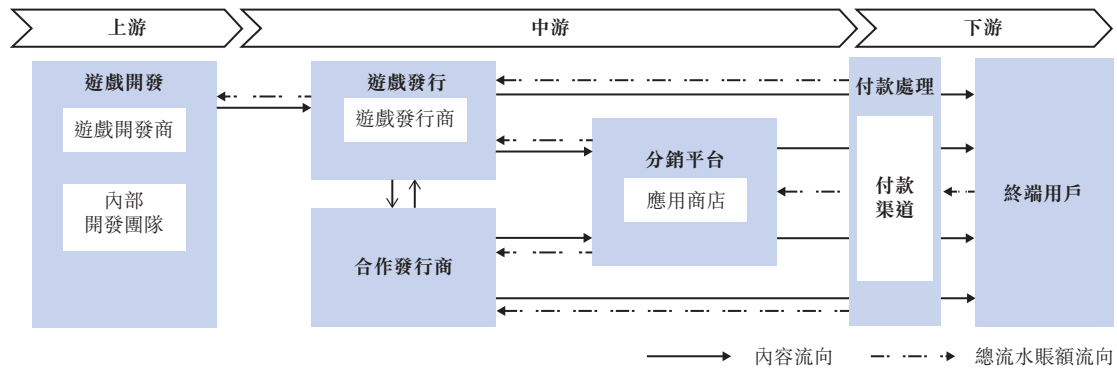 上游
中游
下游
遊戲開發
遊戲開發商
內部
開發團隊
遊戲發行
遊戲發行商
合作發行商
分銷平台
應用商店
付款處理
付款
渠道
終端用戶
內容流向
總流水賬額流向